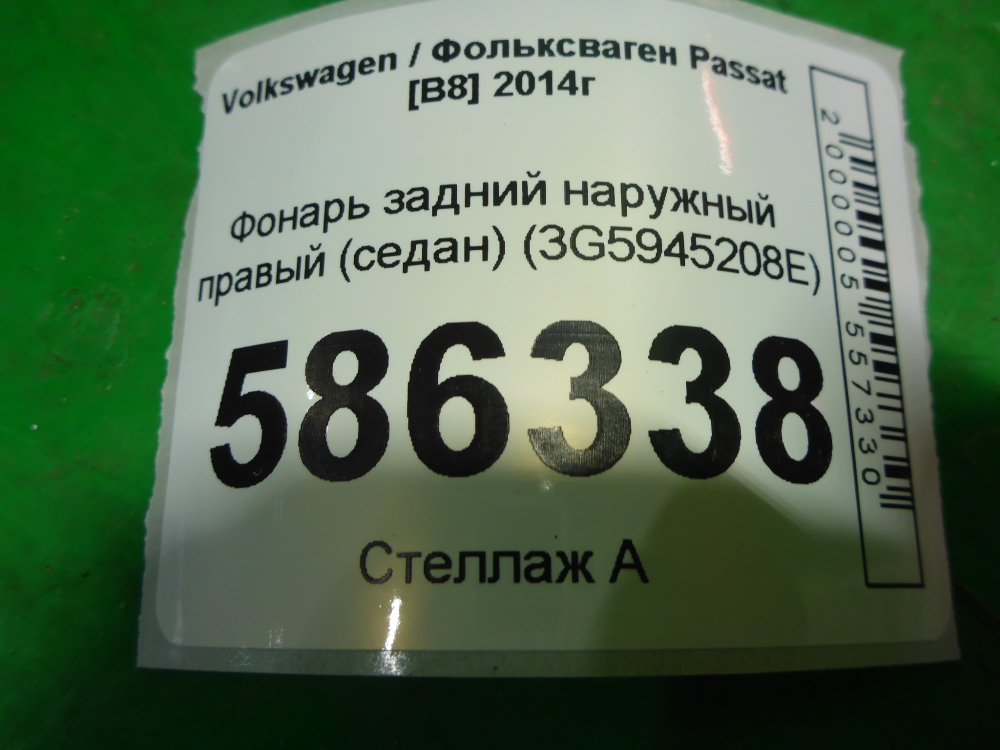 Volkswagen / Фольксваген Passat
[B8] 2014г
Фонарь задний наружный
правый (седан) (3G5945208E)
586338
Стеллаж А
2000005557330